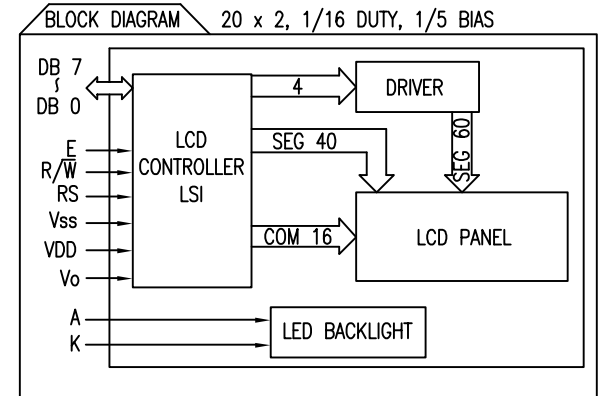 BLOCK DIAGRAM 20 x 2, 1/16 DUTY, 1/5 BIAS
DB 7
~
DB 0
E
R/W̅
RS
Vss
VDD
Vo
A
K
LCD
CONTROLLER
LSI
4
DRIVER
SEG 40
SEG 60
COM 16
LCD PANEL
LED BACKLIGHT